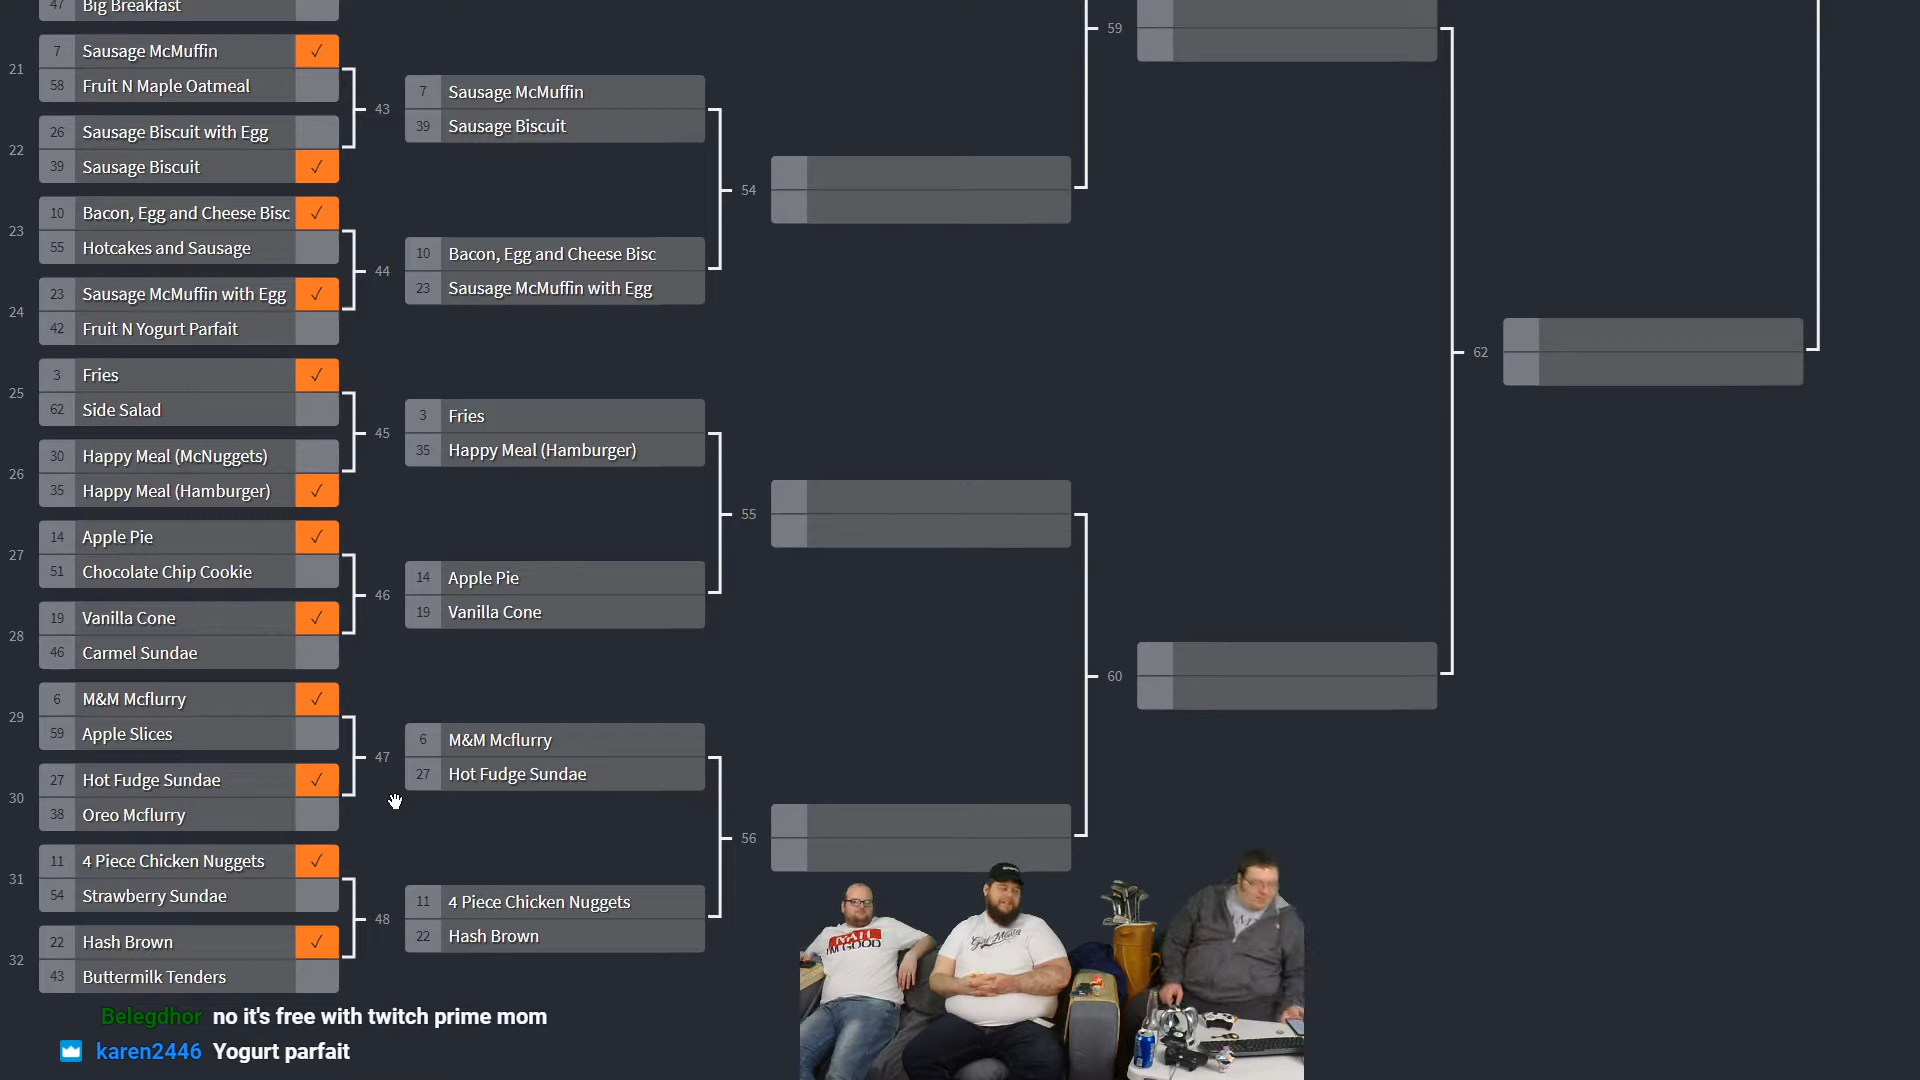 47 Big Breakfast
21
7 Sausage McMuffin ✓
58 Fruit N Maple Oatmeal
22
26 Sausage Biscuit with Egg
39 Sausage Biscuit ✓
23
10 Bacon, Egg and Cheese Bisc ✓
55 Hotcakes and Sausage
24
23 Sausage McMuffin with Egg ✓
42 Fruit N Yogurt Parfait
25
3 Fries ✓
62 Side Salad
26
30 Happy Meal (McNuggets)
35 Happy Meal (Hamburger) ✓
27
14 Apple Pie ✓
51 Chocolate Chip Cookie
28
19 Vanilla Cone ✓
46 Carmel Sundae
29
6 M&M Mcflurry ✓
59 Apple Slices
30
27 Hot Fudge Sundae ✓
38 Oreo Mcflurry
31
11 4 Piece Chicken Nuggets ✓
54 Strawberry Sundae
32
22 Hash Brown ✓
43 Buttermilk Tenders
43
7 Sausage McMuffin
39 Sausage Biscuit
44
10 Bacon, Egg and Cheese Bisc
23 Sausage McMuffin with Egg
45
3 Fries
35 Happy Meal (Hamburger)
46
14 Apple Pie
19 Vanilla Cone
47
6 M&M Mcflurry
27 Hot Fudge Sundae
48
11 4 Piece Chicken Nuggets
22 Hash Brown
54
55
56
59
60
62
NAH
I'M GOOD
Belegdhor no it's free with twitch prime mom
karen2446 Yogurt parfait